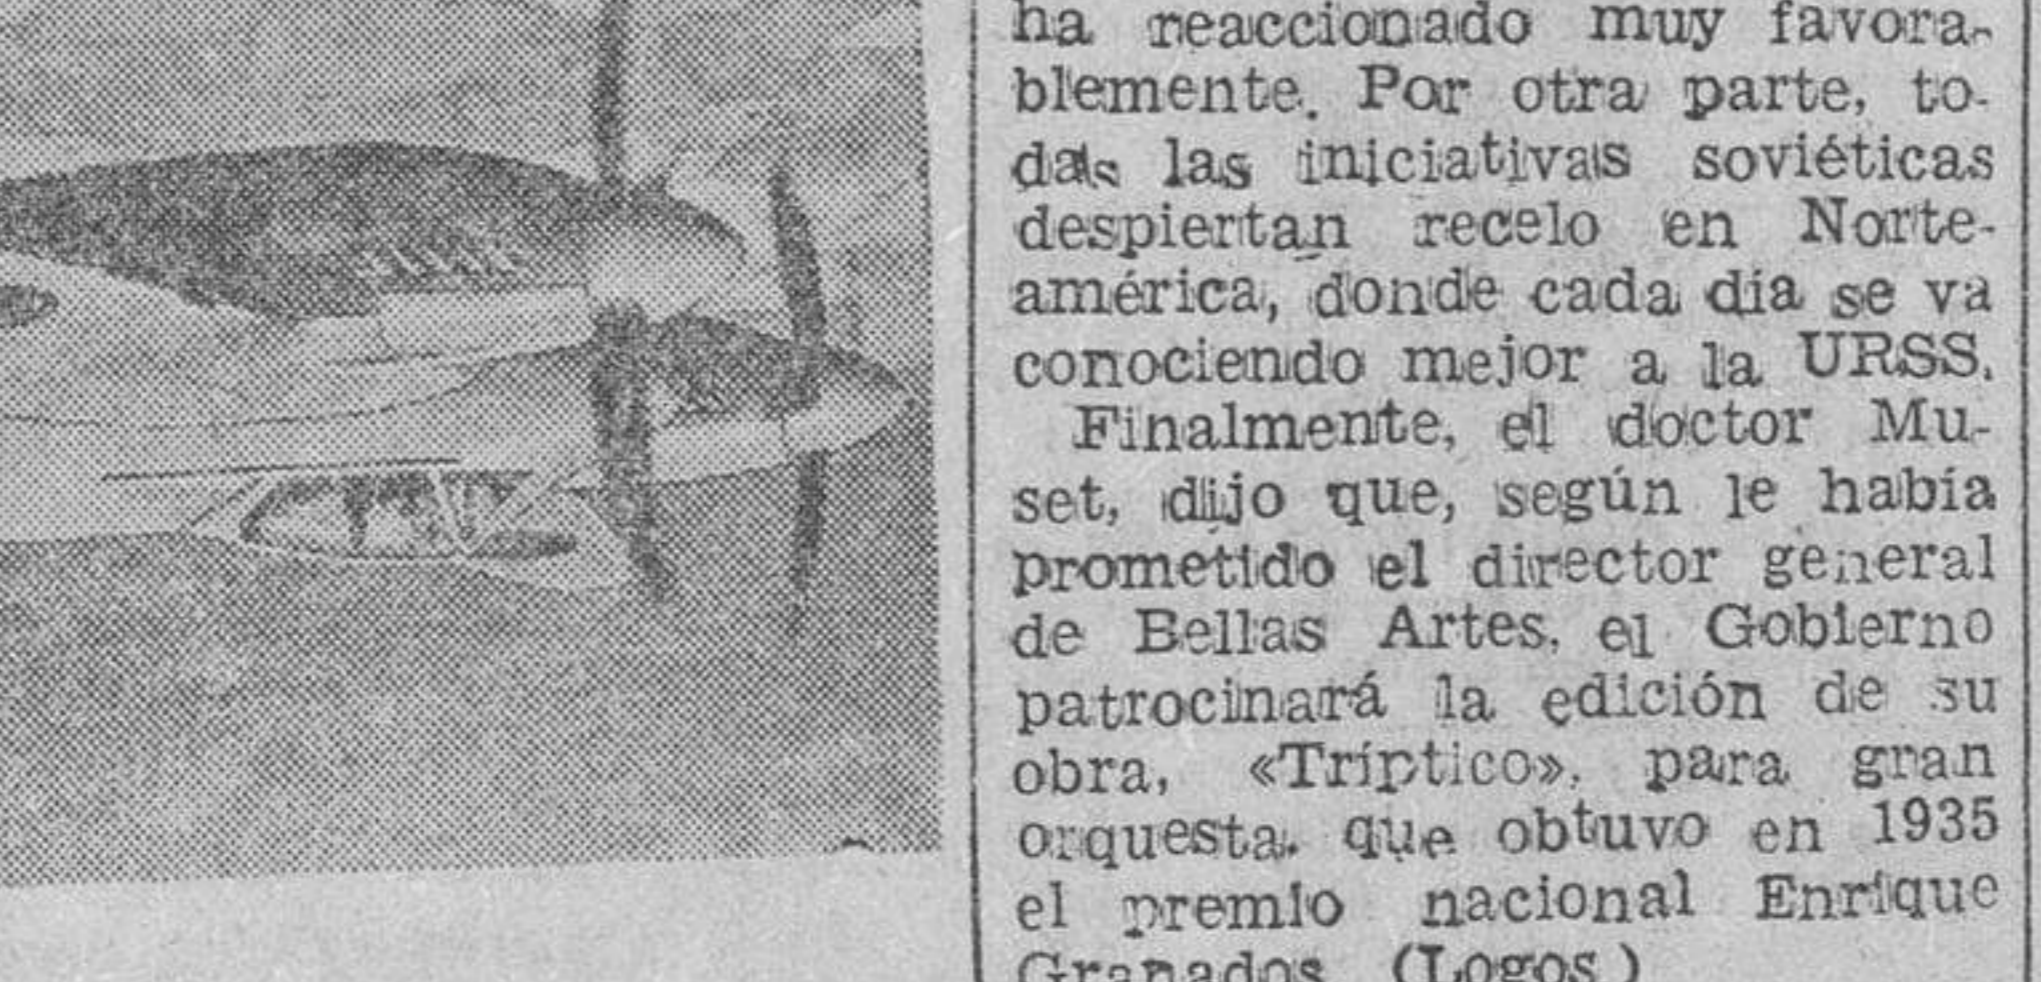 ha reaccionado muy favora-
blemente. Por otra parte, to-
das las iniciativas soviéticas
despiertan recelo en Norte-
américa, donde cada día se va
conociendo mejor a la URSS.
Finalmente, el doctor Mu-
set, dijo que, según le había
prometido el director general
de Bellas Artes, el Gobierno
patrocinará la edición de su
obra, «Tríptico», para gran
orquesta, que obtuvo en 1935
el premio nacional Enrique
Granados. (Logos.)